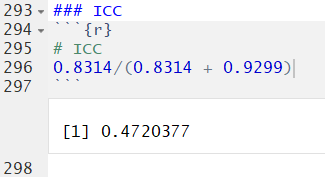 293 ### ICC
294 ```{r}
295 # ICC
296 0.8314/(0.8314 + 0.9299)
297 ```
[1] 0.4720377
298